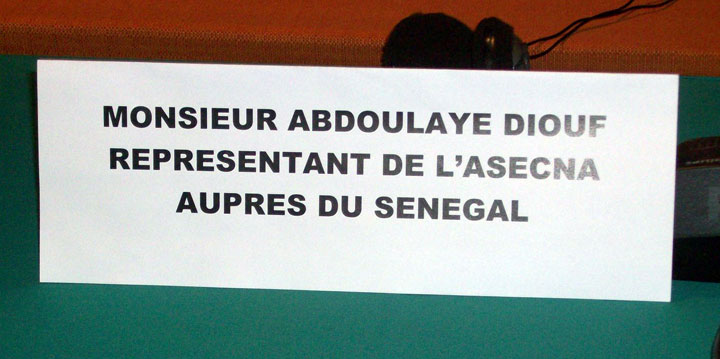 MONSIEUR ABDOULAYE DIOUF
REPRESENTANT DE L'ASECNA
AUPRES DU SENEGAL